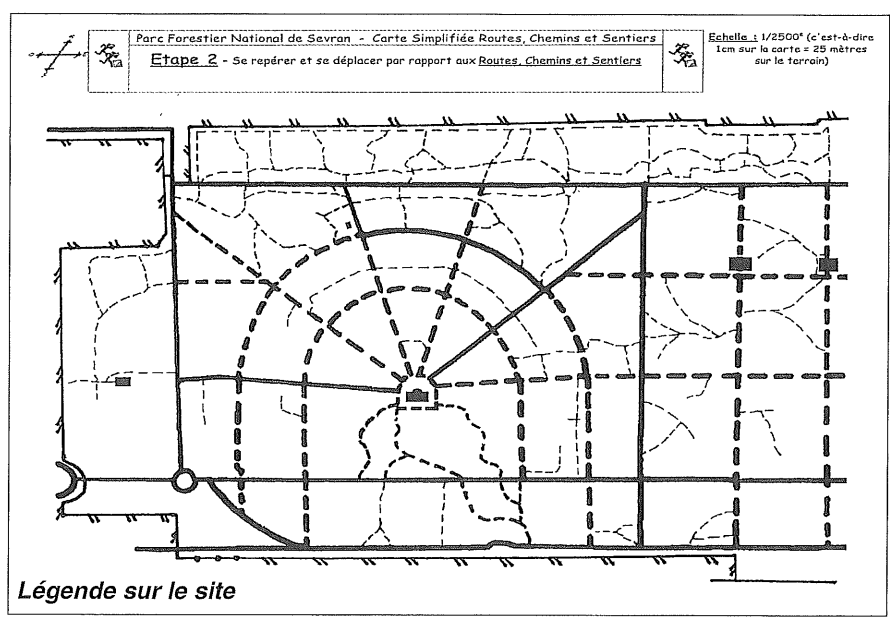 Parc Forestier National de Sevran - Carte Simplifiée Routes, Chemins et Sentiers
Etape 2 - Se repérer et se déplacer par rapport aux Routes, Chemins et Sentiers
Echelle : 1/2500e (c'est-à-dire
1cm sur la carte = 25 mètres
sur le terrain)
Légende sur le site